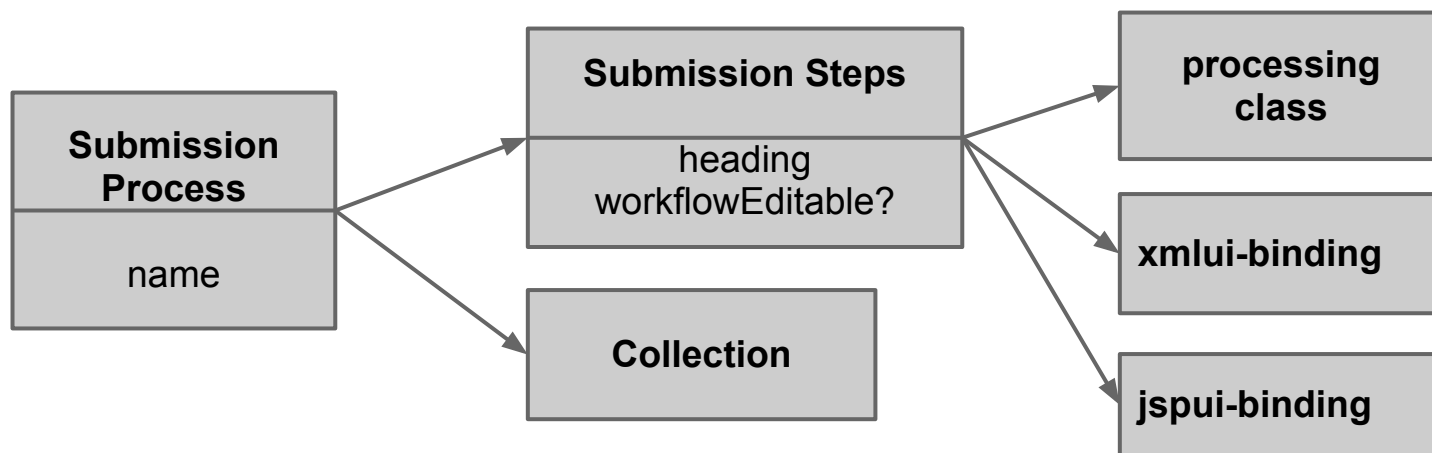 Submission
Process
name
Submission Steps
heading
workflowEditable?
Collection
processing
class
xmlui-binding
jspui-binding